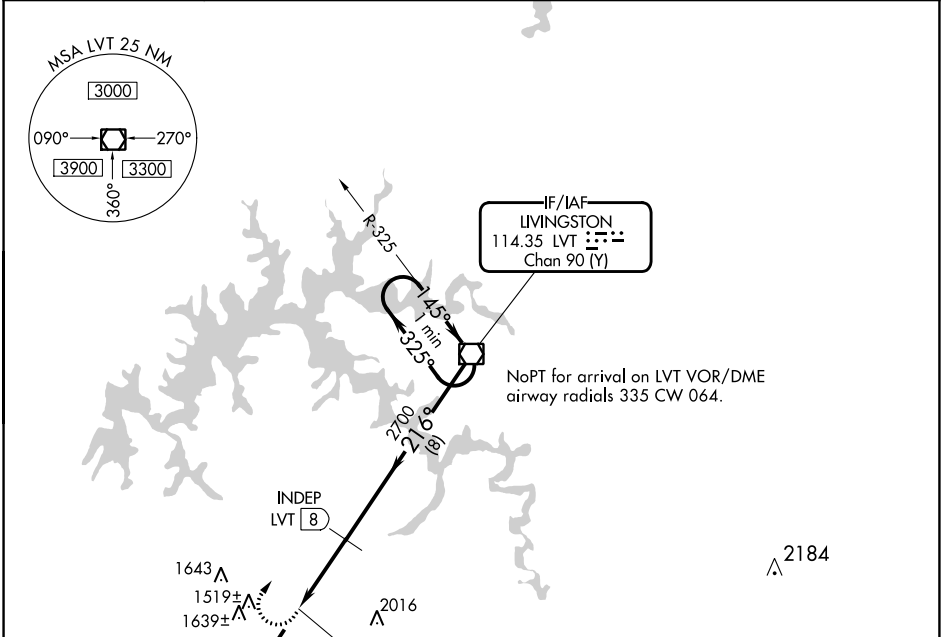 MSA LVT 25 NM
3000
090°
270°
3900
3300
360°
IF/IAF
LIVINGSTON
114.35 LVT
Chan 90 (Y)
R-325
145°
1 min
325°
NoPT for arrival on LVT VOR/DME
airway radials 335 CW 064.
2700
216°
(8)
INDEP
LVT 8
2184
1643
1519±
1639±
2016